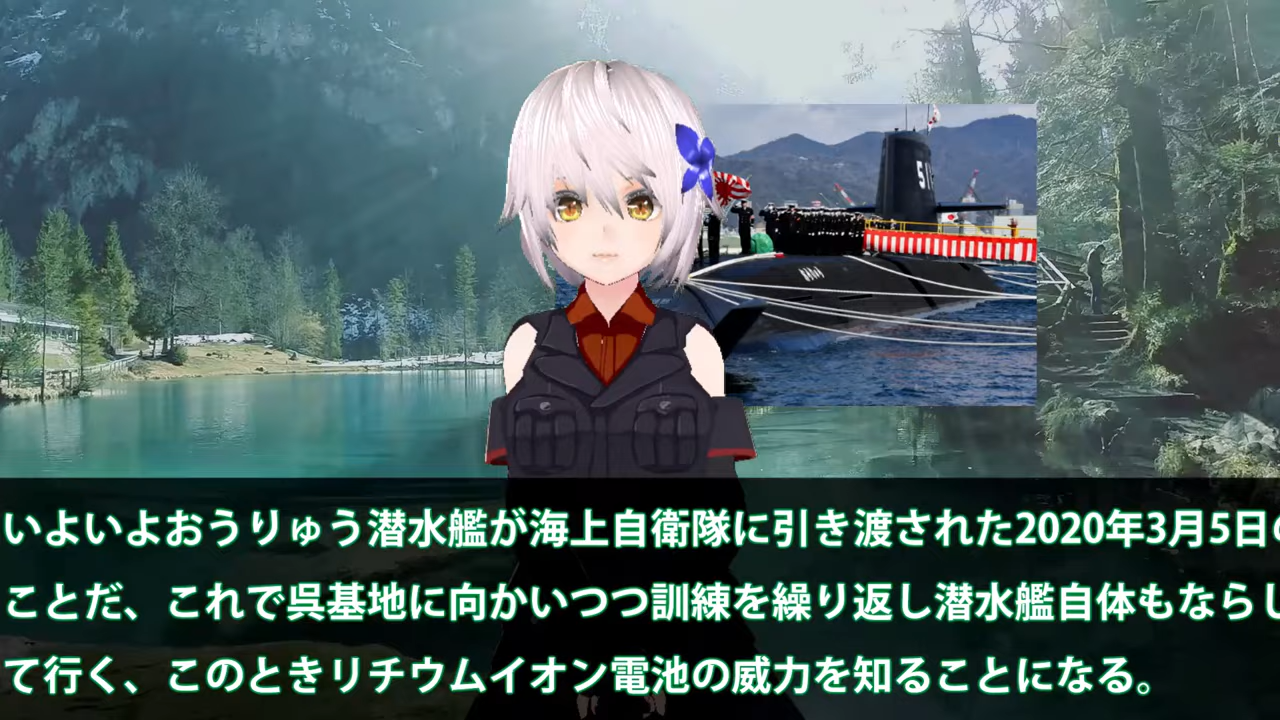 51
いよいよおうりゅう潜水艦が海上自衛隊に引き渡された2020年3月5日の
ことだ、これで呉基地に向かいつつ訓練を繰り返し潜水艦自体もならし
て行く、このときリチウムイオン電池の威力を知ることになる。